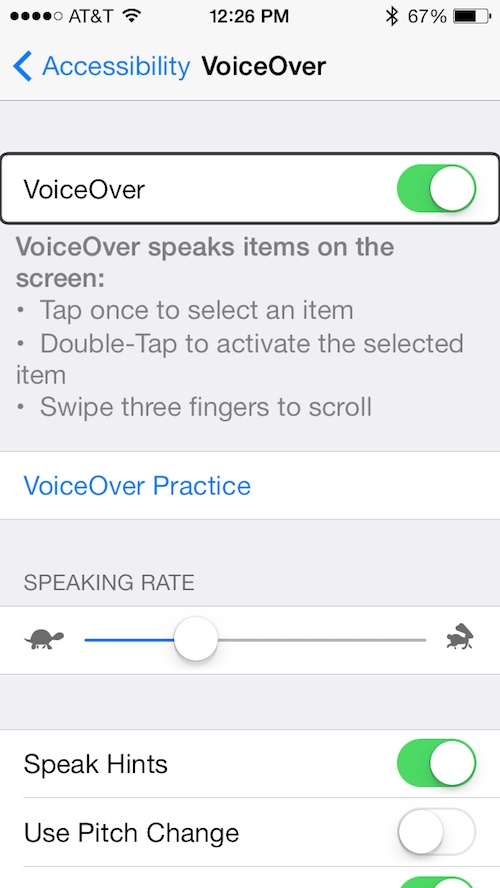 AT&T 12:26 PM 67%
Accessibility VoiceOver
VoiceOver
VoiceOver speaks items on the
screen:
• Tap once to select an item
• Double-Tap to activate the selected
item
• Swipe three fingers to scroll
VoiceOver Practice
SPEAKING RATE
Speak Hints
Use Pitch Change